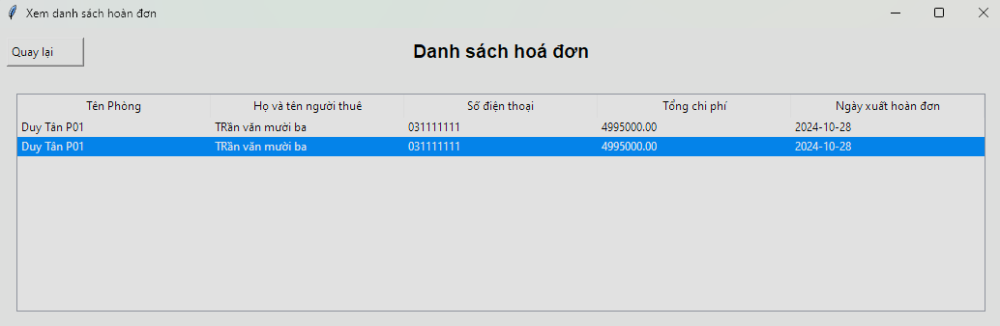 Xem danh sách hoàn đơn
Quay lại
Danh sách hoá đơn
Tên Phòng Họ và tên người thuê Số điện thoại Tổng chi phí Ngày xuất hoàn đơn
Duy Tân P01 TRần văn mười ba 031111111 4995000.00 2024-10-28
Duy Tân P01 TRần văn mười ba 031111111 4995000.00 2024-10-28